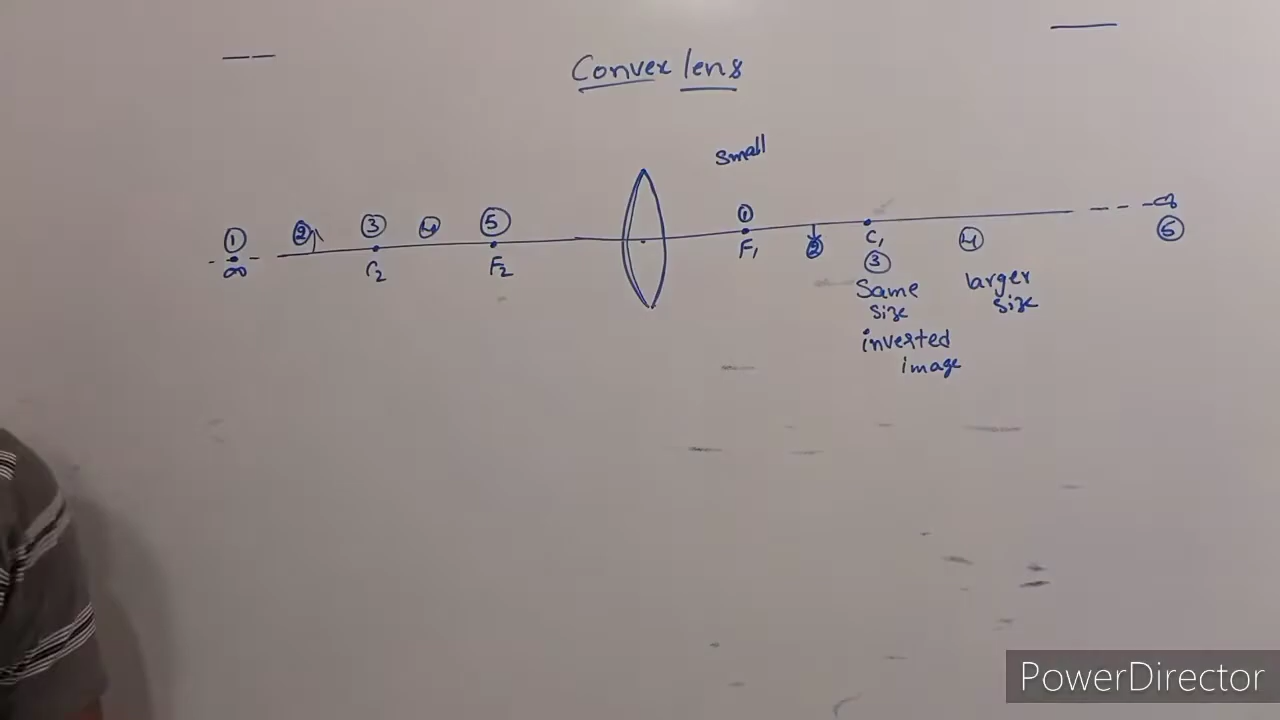 Convex lens
small
① ② ③ ④ ⑤ ①
∞ C₂ F₂ F₁ ② C₁ ④ ∞
③ ⑤
Same larger
size size
inverted
image
PowerDirector